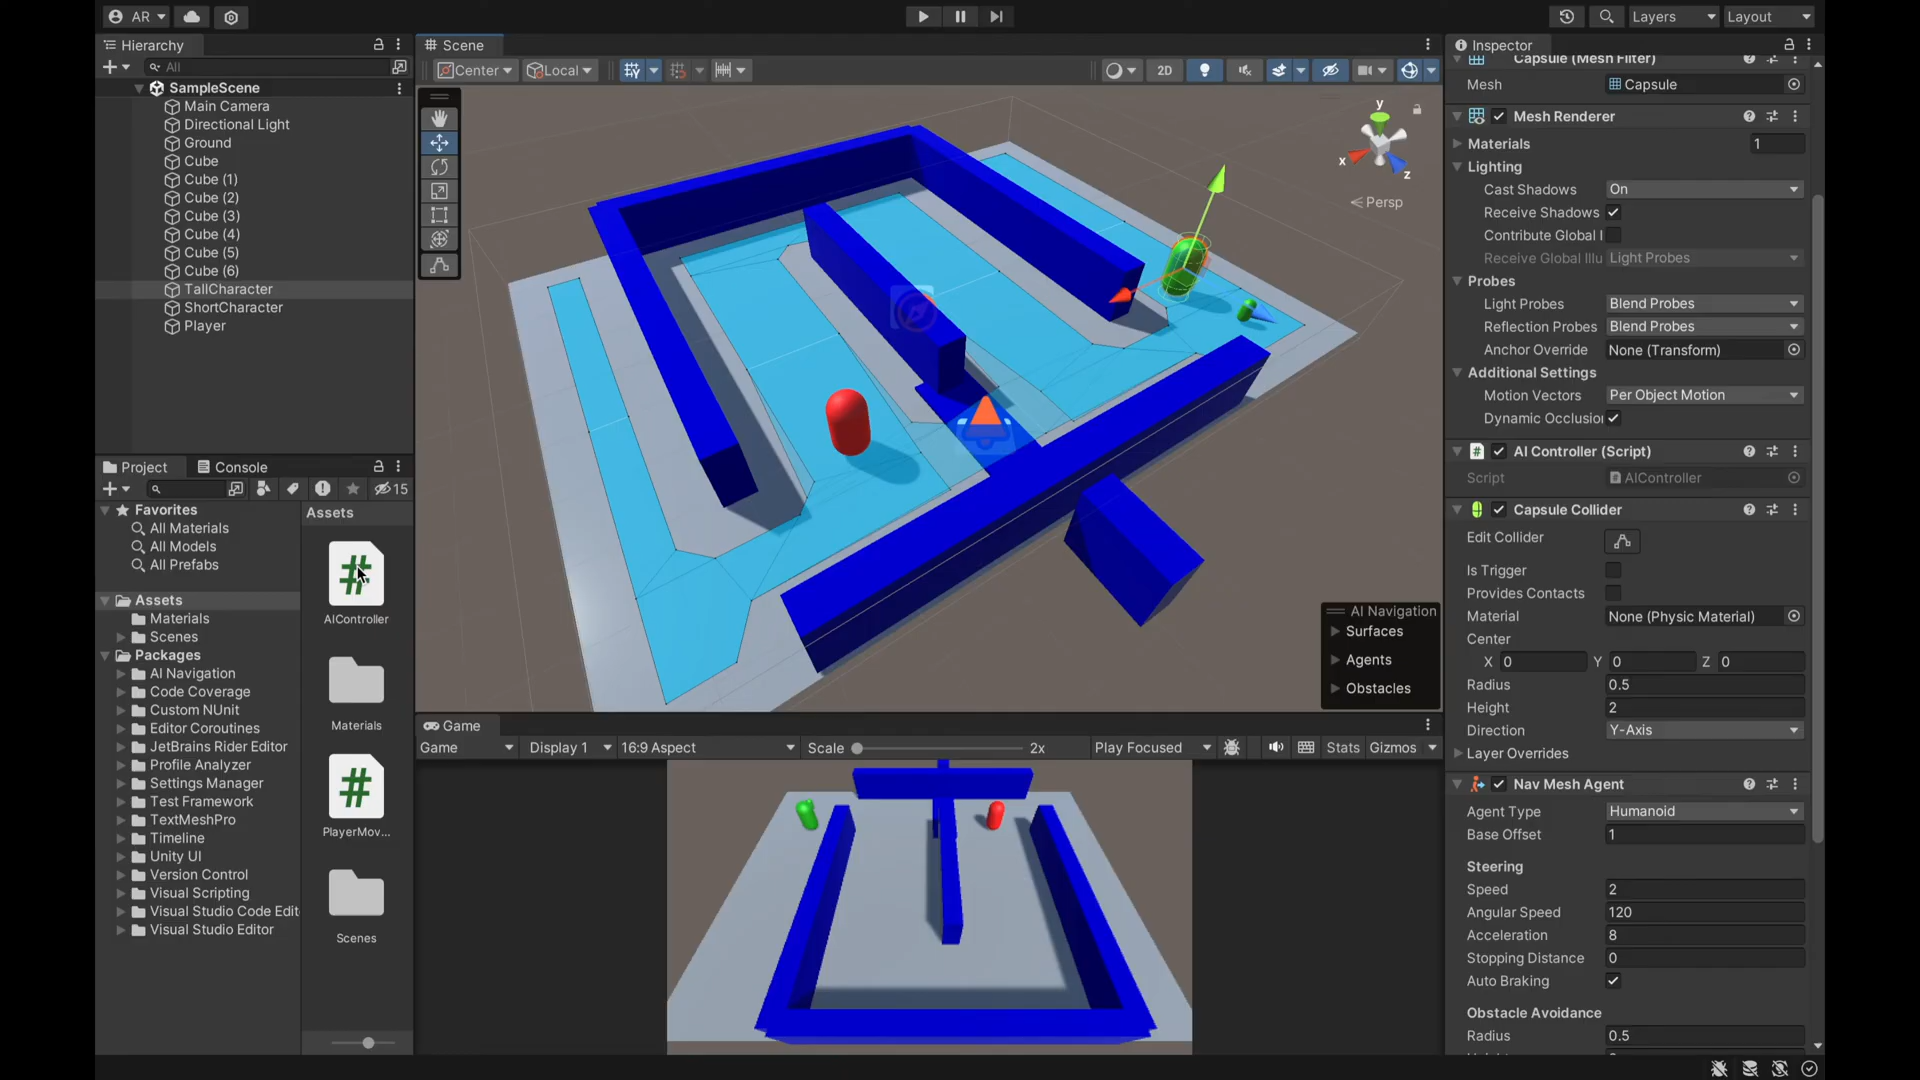 AR
Layers
Layout
Hierarchy
All
SampleScene
Main Camera
Directional Light
Ground
Cube
Cube (1)
Cube (2)
Cube (3)
Cube (4)
Cube (5)
Cube (6)
TallCharacter
ShortCharacter
Player
Project
Console
15
Favorites
All Materials
All Models
All Prefabs
Assets
Materials
Scenes
Packages
AI Navigation
Code Coverage
Custom NUnit
Editor Coroutines
JetBrains Rider Editor
Profile Analyzer
Settings Manager
Test Framework
TextMeshPro
Timeline
Unity UI
Version Control
Visual Scripting
Visual Studio Code Edit
Visual Studio Editor
Assets
#
AIController
Materials
#
PlayerMov...
Scenes
Scene
Center
Local
2D
y
x
z
Persp
AI Navigation
Surfaces
Agents
Obstacles
Game
Game
Display 1
16:9 Aspect
Scale
2x
Play Focused
Stats
Gizmos
Inspector
Capsule (Mesh Filter)
Mesh
Capsule
Mesh Renderer
Materials
1
Lighting
Cast Shadows
On
Receive Shadows
Contribute Global I
Receive Global Illu
Light Probes
Probes
Light Probes
Blend Probes
Reflection Probes
Blend Probes
Anchor Override
None (Transform)
Additional Settings
Motion Vectors
Per Object Motion
Dynamic Occlusion
AI Controller (Script)
Script
AIController
Capsule Collider
Edit Collider
Is Trigger
Provides Contacts
Material
None (Physic Material)
Center
X 0 Y 0 Z 0
Radius
0.5
Height
2
Direction
Y-Axis
Layer Overrides
Nav Mesh Agent
Agent Type
Humanoid
Base Offset
1
Steering
Speed
2
Angular Speed
120
Acceleration
8
Stopping Distance
0
Auto Braking
Obstacle Avoidance
Radius
0.5